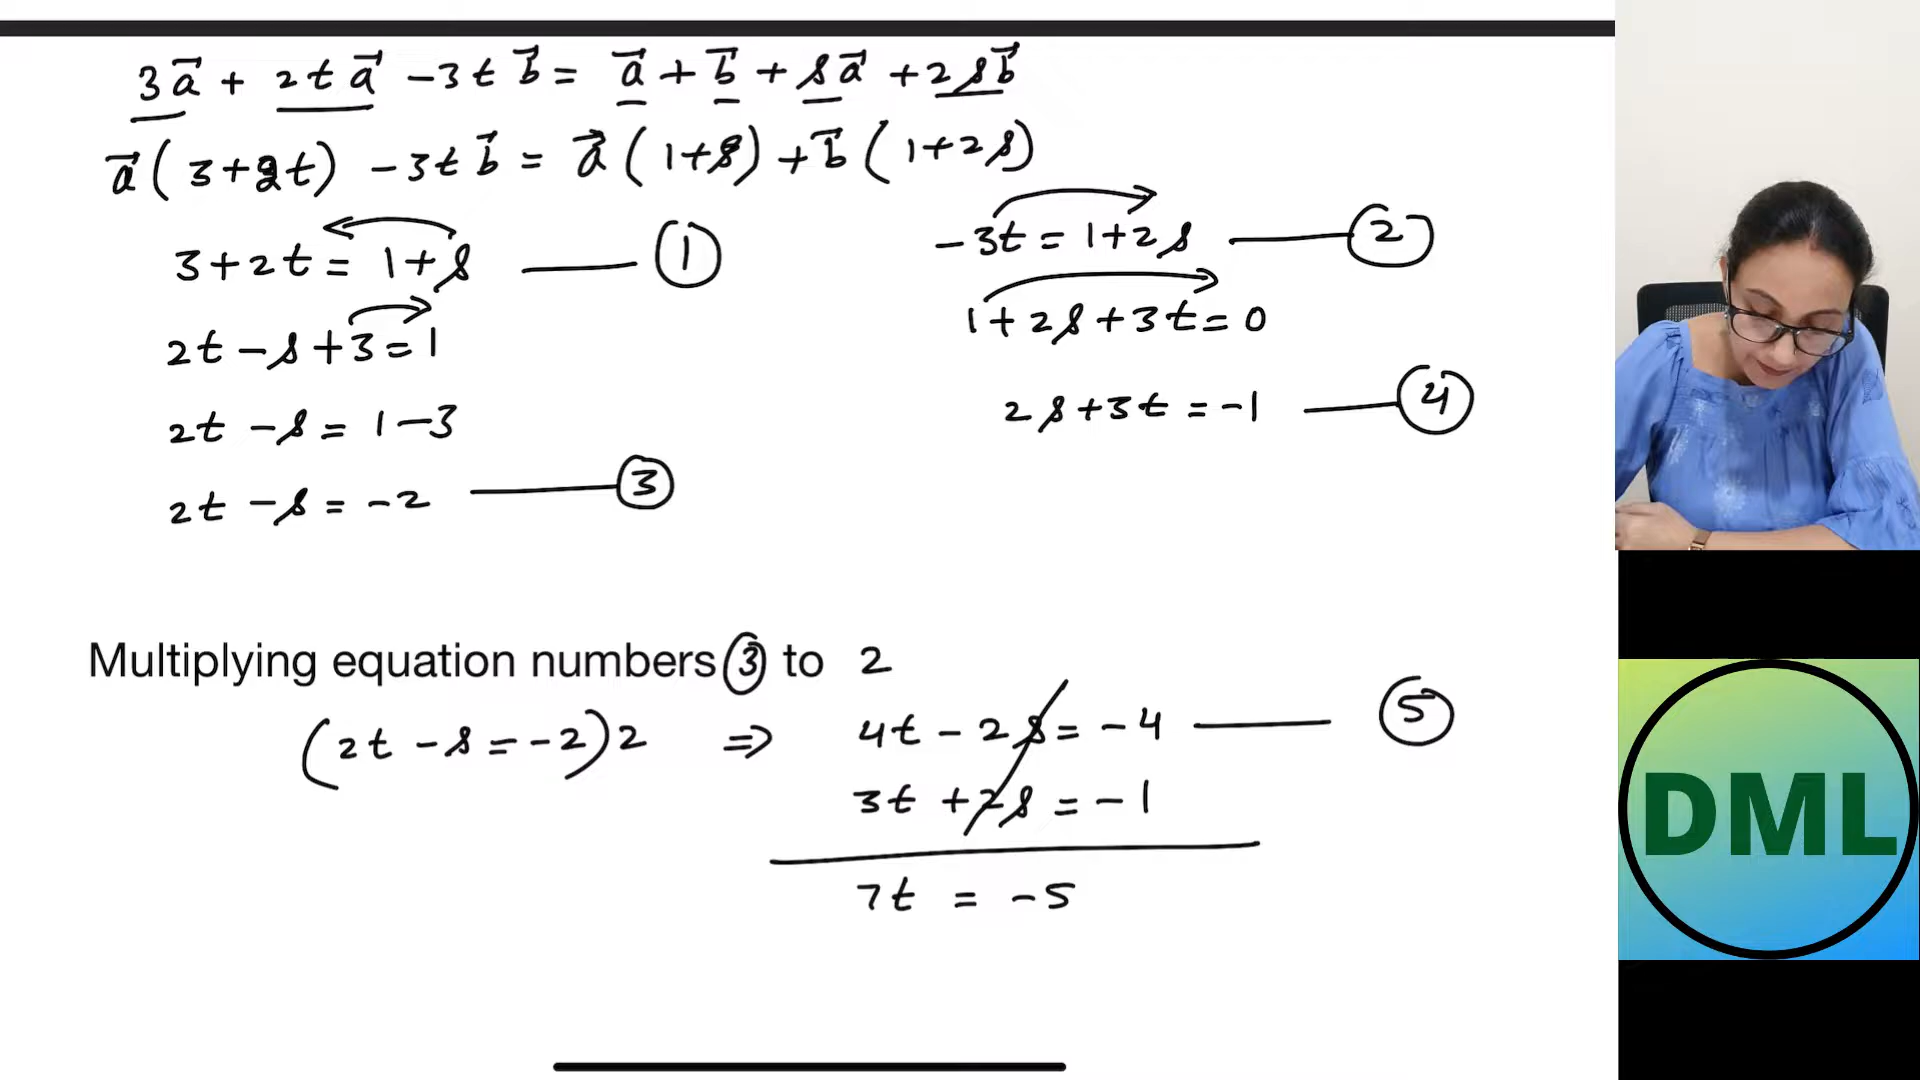 3a⃗ + 2ta⃗ -3tb⃗ = a⃗ + b⃗ + sa⃗ + 2sb⃗
a⃗(3+2t) -3tb⃗ = a⃗(1+s) + b⃗(1+2s)
3+2t = 1+s ① 
2t-s+3=1
2t-s = 1-3
2t-s = -2 ③
-3t = 1+2s ②
1+2s+3t=0
2s+3t = -1 ④
Multiplying equation numbers ③ to 2
(2t-s=-2)2 ⇒ 4t-2s=-4 ⑤
3t+2s=-1
7t = -5
DML